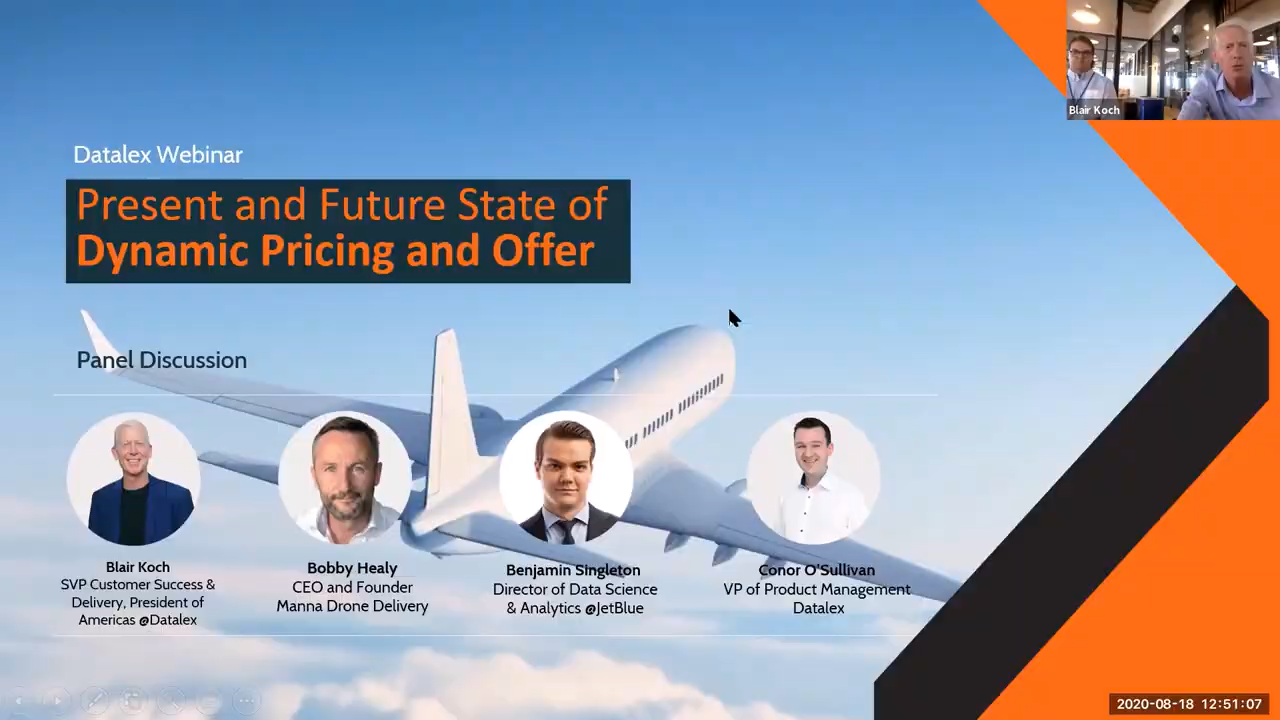 Blair Koch
Datalex Webinar
Present and Future State of
Dynamic Pricing and Offer
Panel Discussion
Blair Koch
SVP Customer Success &
Delivery, President of
Americas @Datalex
Bobby Healy
CEO and Founder
Manna Drone Delivery
Benjamin Singleton
Director of Data Science
& Analytics @JetBlue
Conor O'Sullivan
VP of Product Management
Datalex
2020-08-18 12:51:07